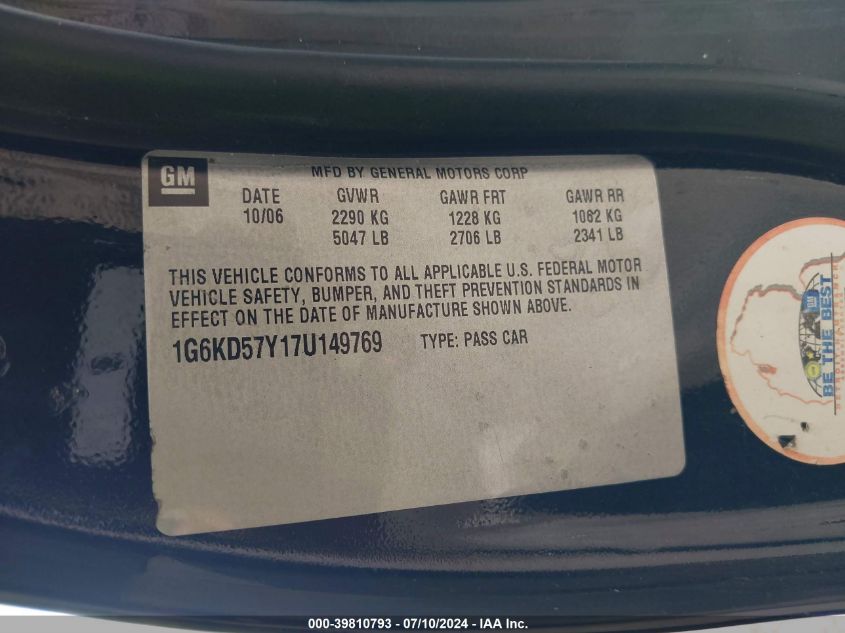 GM
MFD BY GENERAL MOTORS CORP
DATE GVWR GAWR FRT GAWR RR
10/06 2290 KG 1228 KG 1062 KG
5047 LB 2706 LB 2341 LB
THIS VEHICLE CONFORMS TO ALL APPLICABLE U.S. FEDERAL MOTOR
VEHICLE SAFETY, BUMPER, AND THEFT PREVENTION STANDARDS IN
EFFECT ON THE DATE OF MANUFACTURE SHOWN ABOVE.
1G6KD57Y17U149769 TYPE: PASS CAR
GM
BE THE BEST
000-39810793 - 07/10/2024 - IAA Inc.